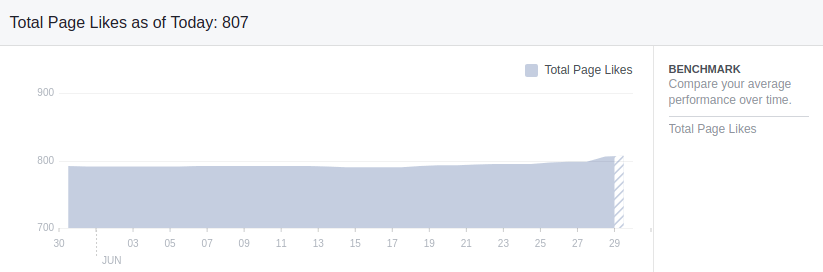 Total Page Likes as of Today: 807
Total Page Likes
BENCHMARK
Compare your average
performance over time.
Total Page Likes
900
800
700
30 03 05 07 09 11 13 15 17 19 21 23 25 27 29
JUN